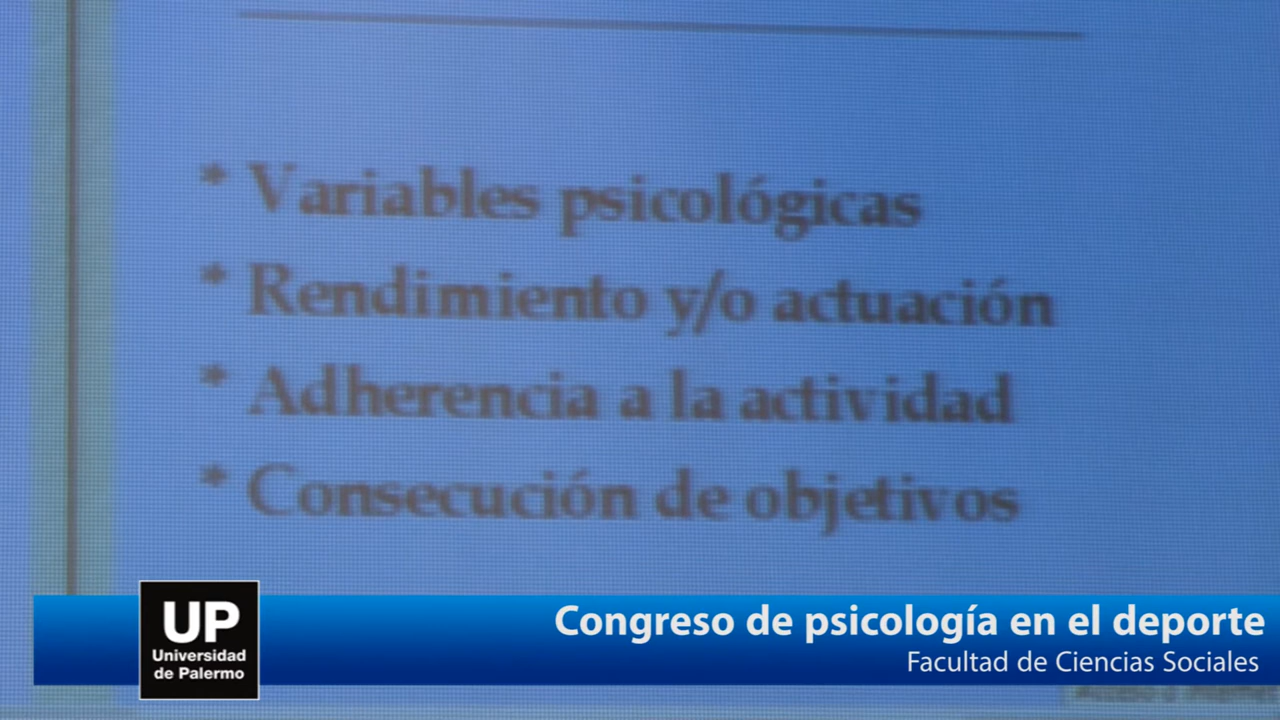 * Variables psicológicas
* Rendimiento y/o actuación
* Adherencia a la actividad
* Consecución de objetivos
UP
Universidad
de Palermo
Congreso de psicología en el deporte
Facultad de Ciencias Sociales